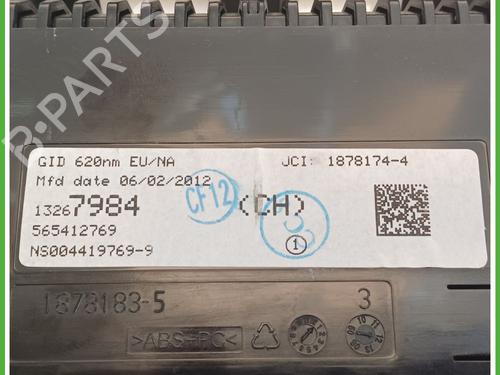 B-PARTS
GID 620nm EU/NA
JCI: 1878174-4
Mfd date 06/02/2012
CF12
13267984 (CH)
565412769
1
NS004419769-9
1878183-5
3
>ABS+PC<